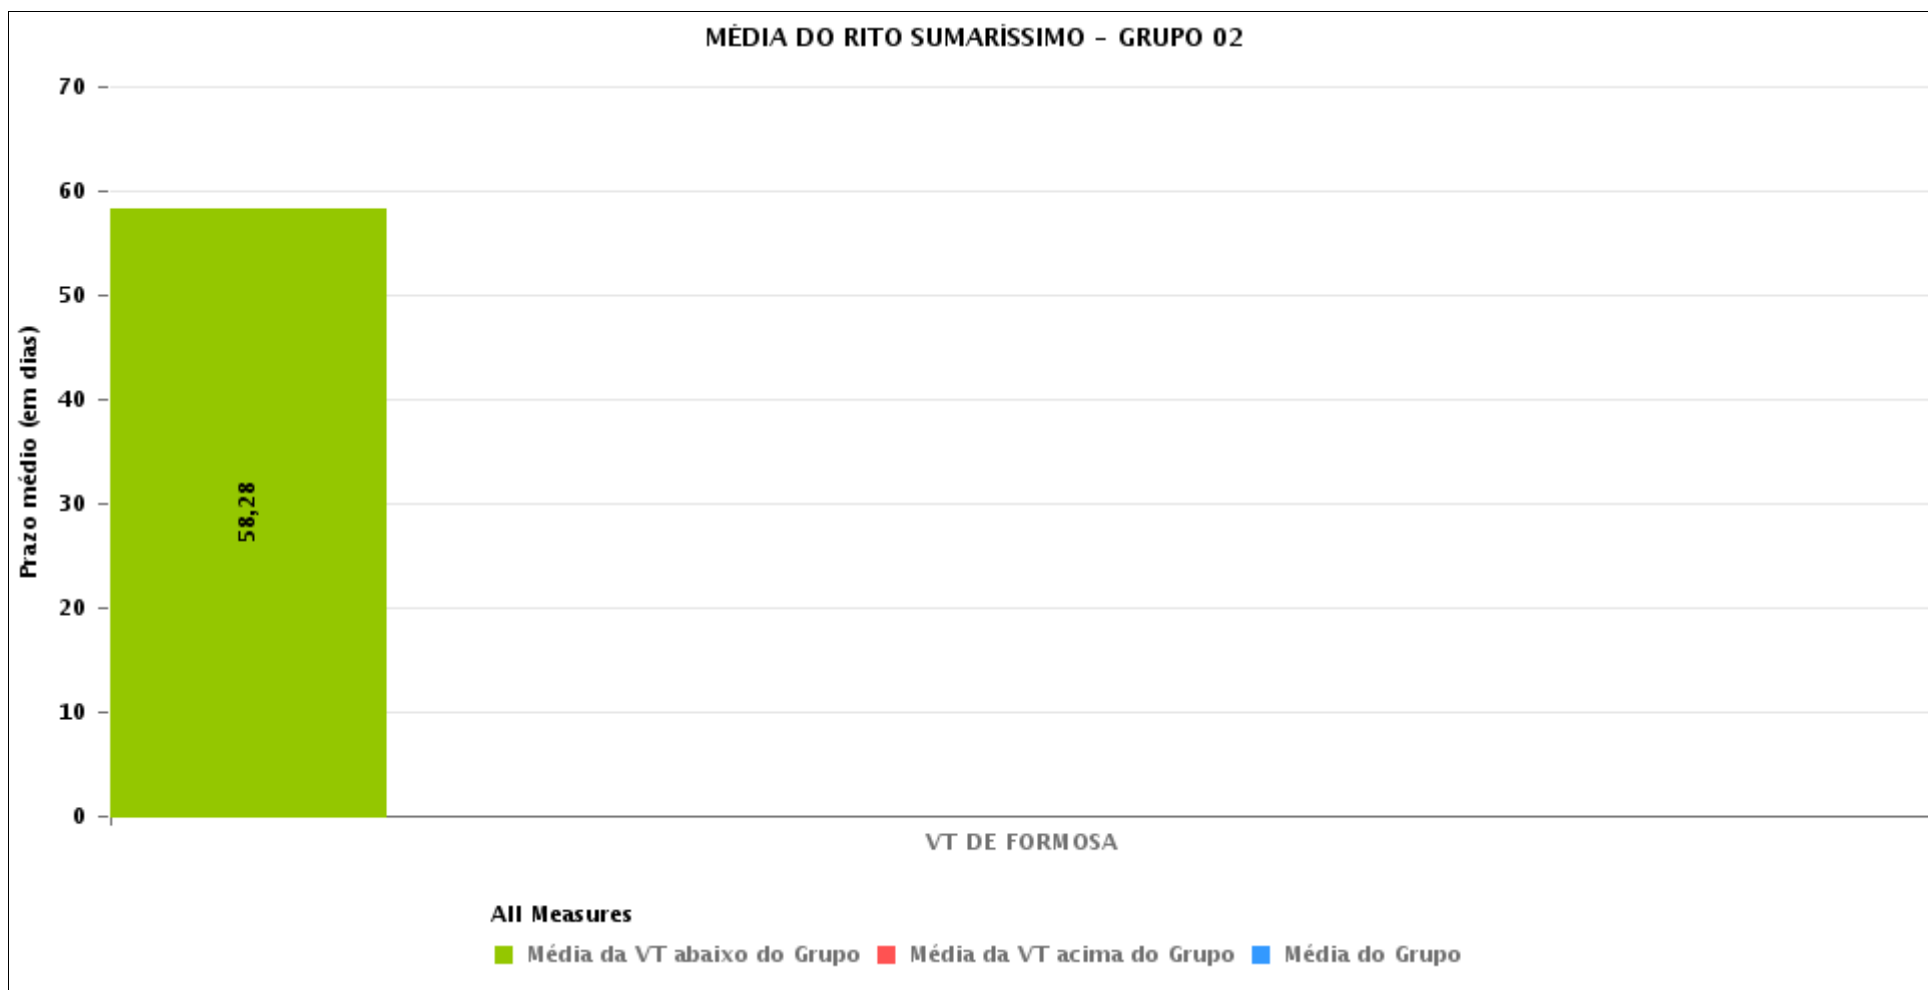 MÉDIA DO RITO SUMARÍSSIMO - GRUPO 02
70
60
50
40
30
20
10
0
Prazo médio (em dias)
58,28
VT DE FORMOSA
All Measures
Média da VT abaixo do Grupo Média da VT acima do Grupo Média do Grupo